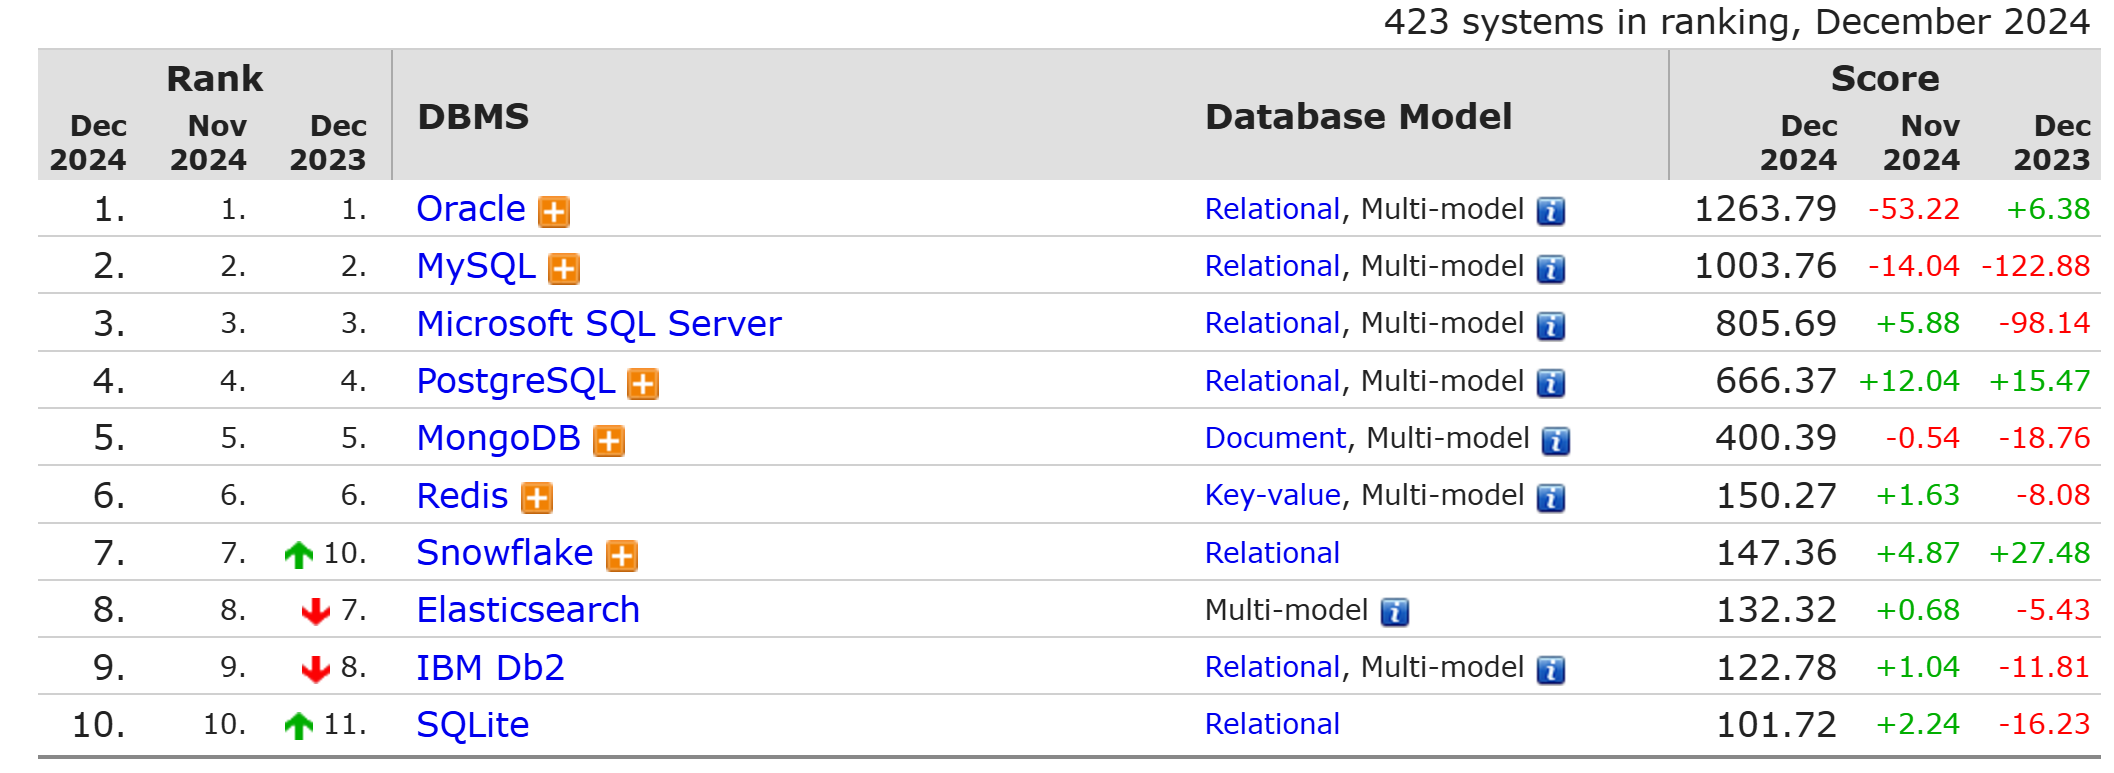 423 systems in ranking, December 2024
Rank DBMS Database Model Score
Dec 2024 Nov 2024 Dec 2023 Dec 2024 Nov 2024 Dec 2023
1. 1. 1. Oracle Relational, Multi-model 1263.79 -53.22 +6.38
2. 2. 2. MySQL Relational, Multi-model 1003.76 -14.04 -122.88
3. 3. 3. Microsoft SQL Server Relational, Multi-model 805.69 +5.88 -98.14
4. 4. 4. PostgreSQL Relational, Multi-model 666.37 +12.04 +15.47
5. 5. 5. MongoDB Document, Multi-model 400.39 -0.54 -18.76
6. 6. 6. Redis Key-value, Multi-model 150.27 +1.63 -8.08
7. 7. 10. Snowflake Relational 147.36 +4.87 +27.48
8. 8. 7. Elasticsearch Multi-model 132.32 +0.68 -5.43
9. 9. 8. IBM Db2 Relational, Multi-model 122.78 +1.04 -11.81
10. 10. 11. SQLite Relational 101.72 +2.24 -16.23